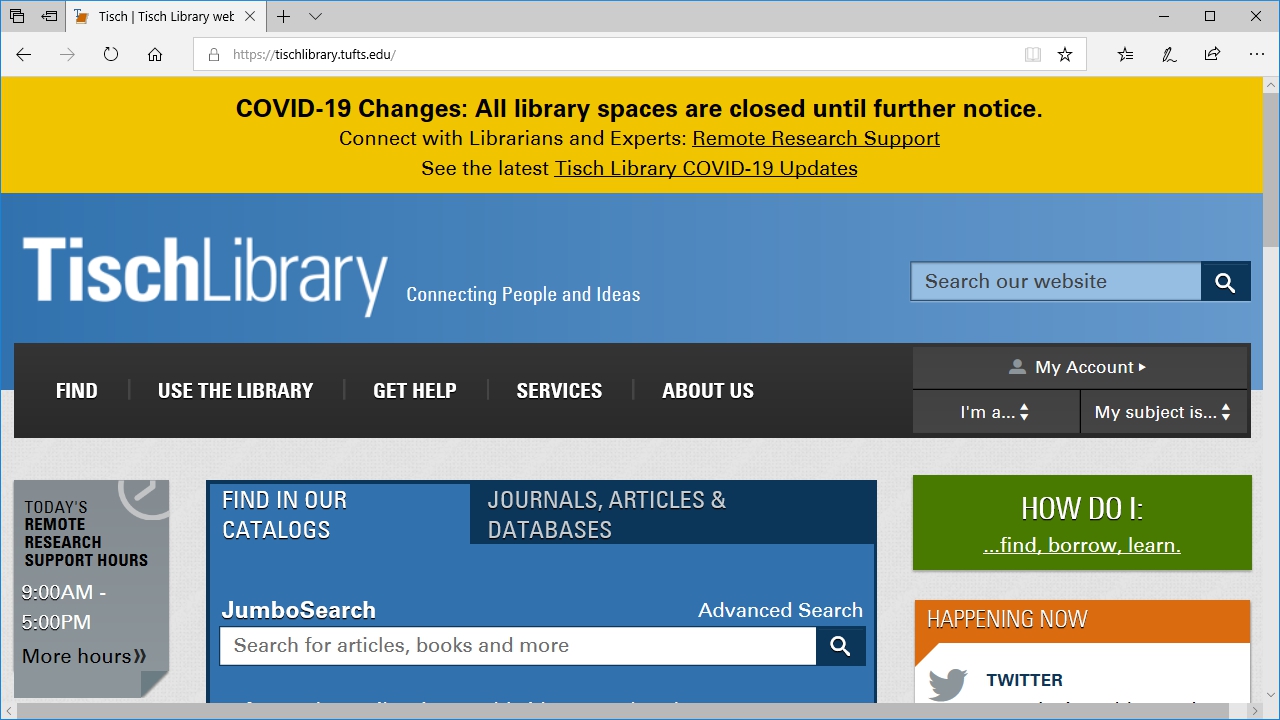 Tisch | Tisch Library web
https://tischlibrary.tufts.edu/
COVID-19 Changes: All library spaces are closed until further notice.
Connect with Librarians and Experts: Remote Research Support
See the latest Tisch Library COVID-19 Updates
TischLibrary Connecting People and Ideas
Search our website
FIND
USE THE LIBRARY
GET HELP
SERVICES
ABOUT US
My Account
I'm a...
My subject is...
TODAY'S
REMOTE
RESEARCH
SUPPORT HOURS
9:00AM -
5:00PM
More hours»
FIND IN OUR
CATALOGS
JOURNALS, ARTICLES &
DATABASES
JumboSearch
Advanced Search
Search for articles, books and more
HOW DO I:
...find, borrow, learn.
HAPPENING NOW
TWITTER